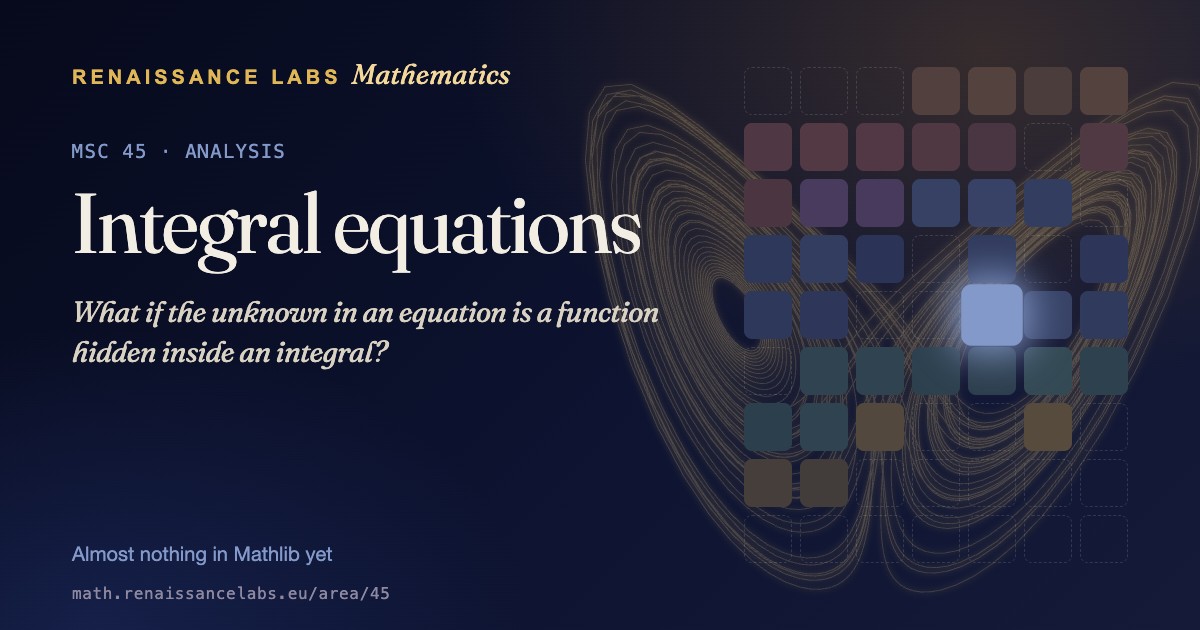 RENAISSANCE LABS Mathematics
MSC 45 · ANALYSIS
Integral equations
What if the unknown in an equation is a function
hidden inside an integral?
Almost nothing in Mathlib yet
math.renaissancelabs.eu/area/45